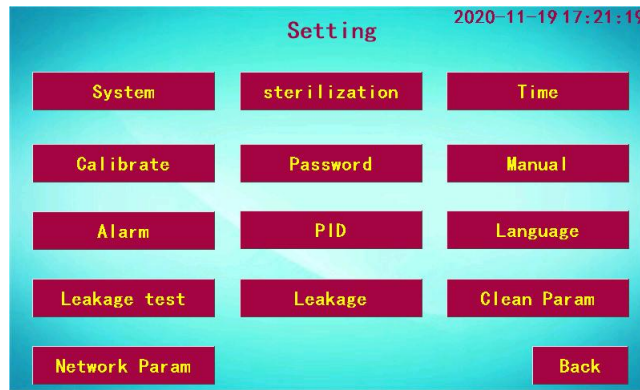 Setting 2020-11-19 17:21:19
System sterilization Time
Calibrate Password Manual
Alarm PID Language
Leakage test Leakage Clean Param
Network Param Back